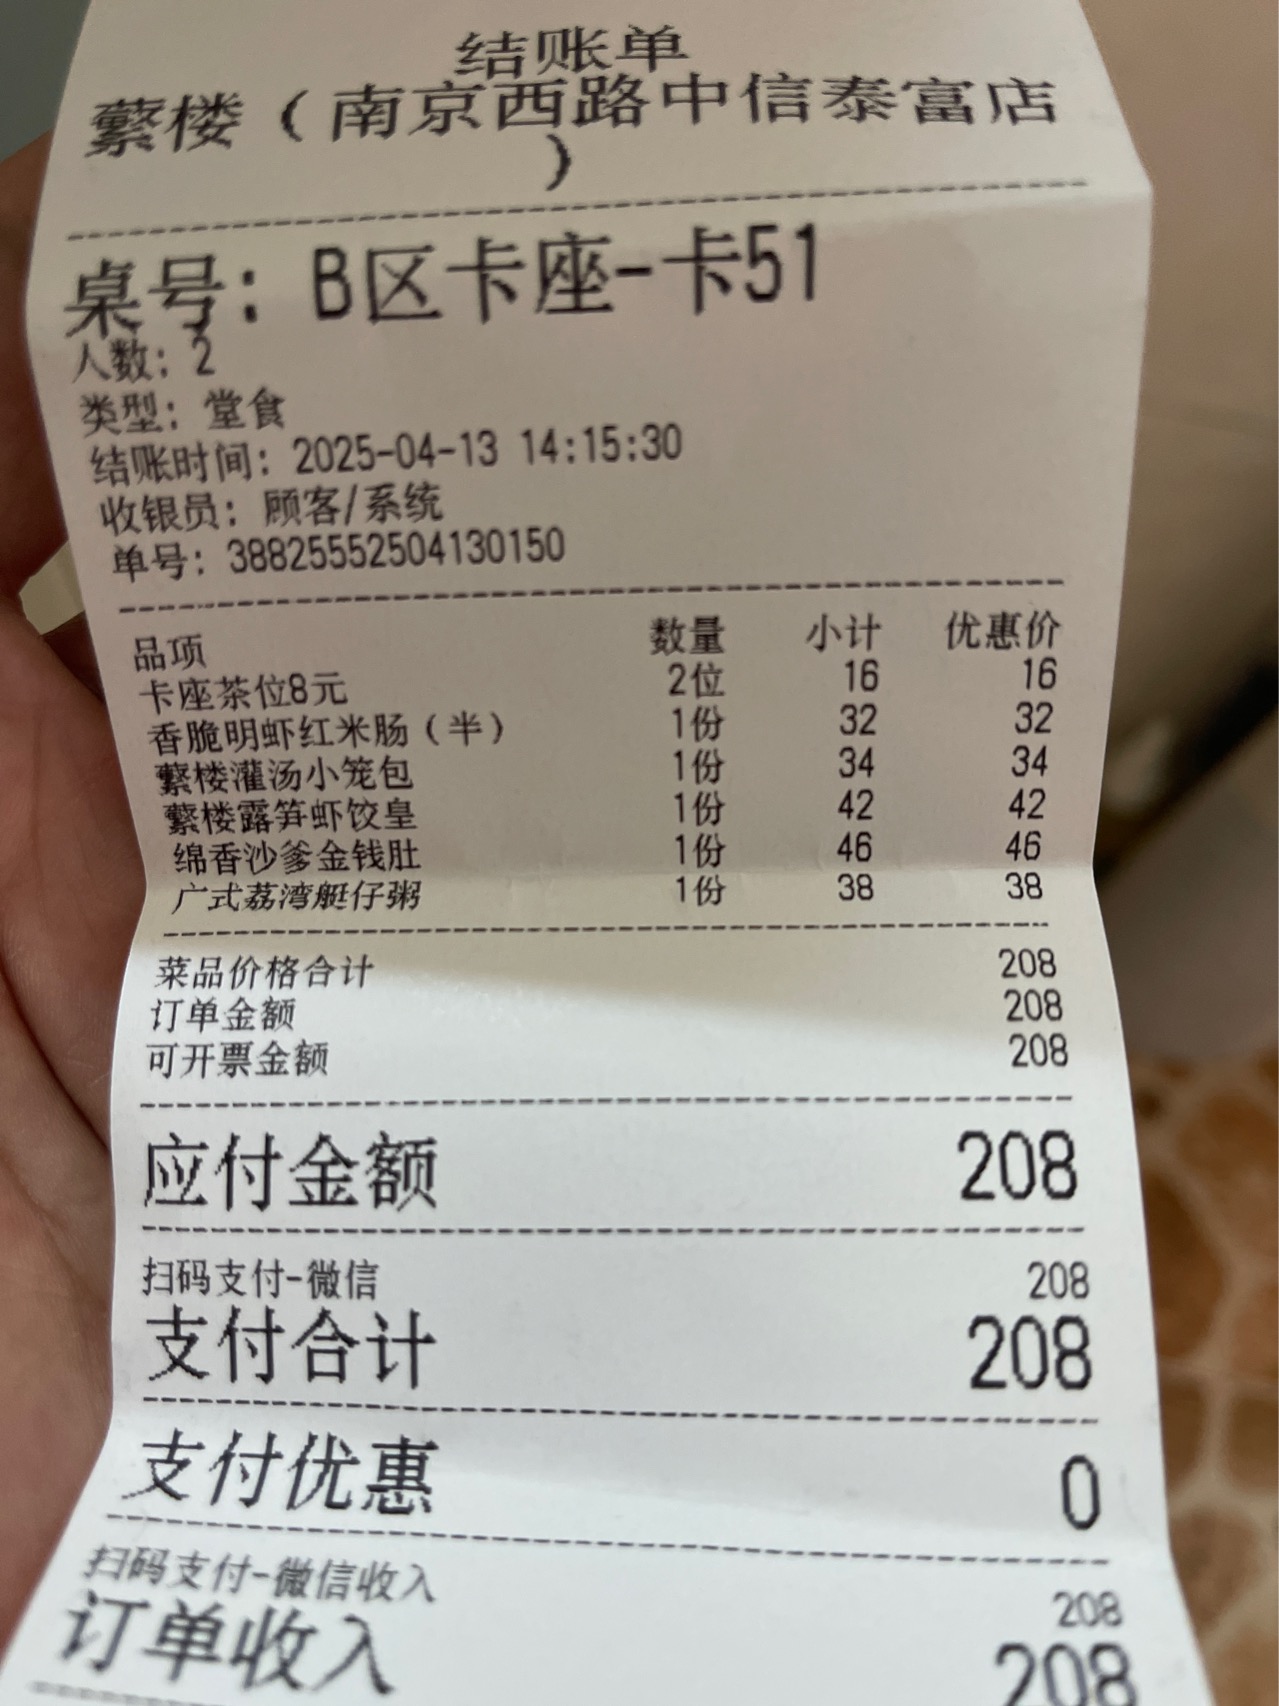 结账单
蘩楼（南京西路中信泰富店
）
桌号：B区卡座-卡51
人数：2
类型：堂食
结账时间：2025-04-13 14:15:30
收银员：顾客/系统
单号：38825552504130150
品项 数量 小计 优惠价
卡座茶位8元 2位 16 16
香脆明虾红米肠（半） 1份 32 32
蘩楼灌汤小笼包 1份 34 34
蘩楼露笋虾饺皇 1份 42 42
绵香沙爹金钱肚 1份 46 46
广式荔湾艇仔粥 1份 38 38
菜品价格合计 208
订单金额 208
可开票金额 208
应付金额 208
扫码支付-微信 208
支付合计 208
支付优惠 0
扫码支付-微信收入 208
订单收入 208